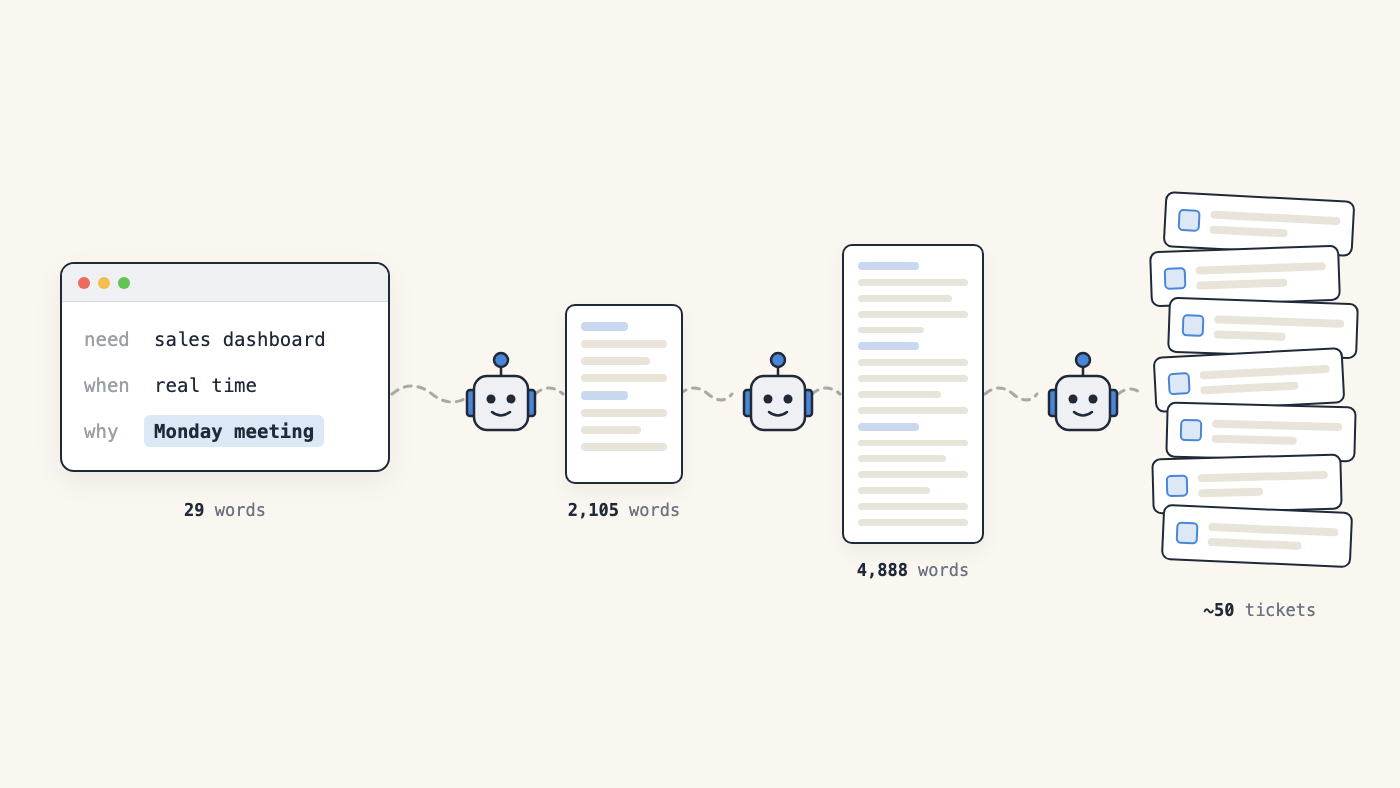 need sales dashboard
when real time
why Monday meeting
29 words
2,105 words
4,888 words
~50 tickets